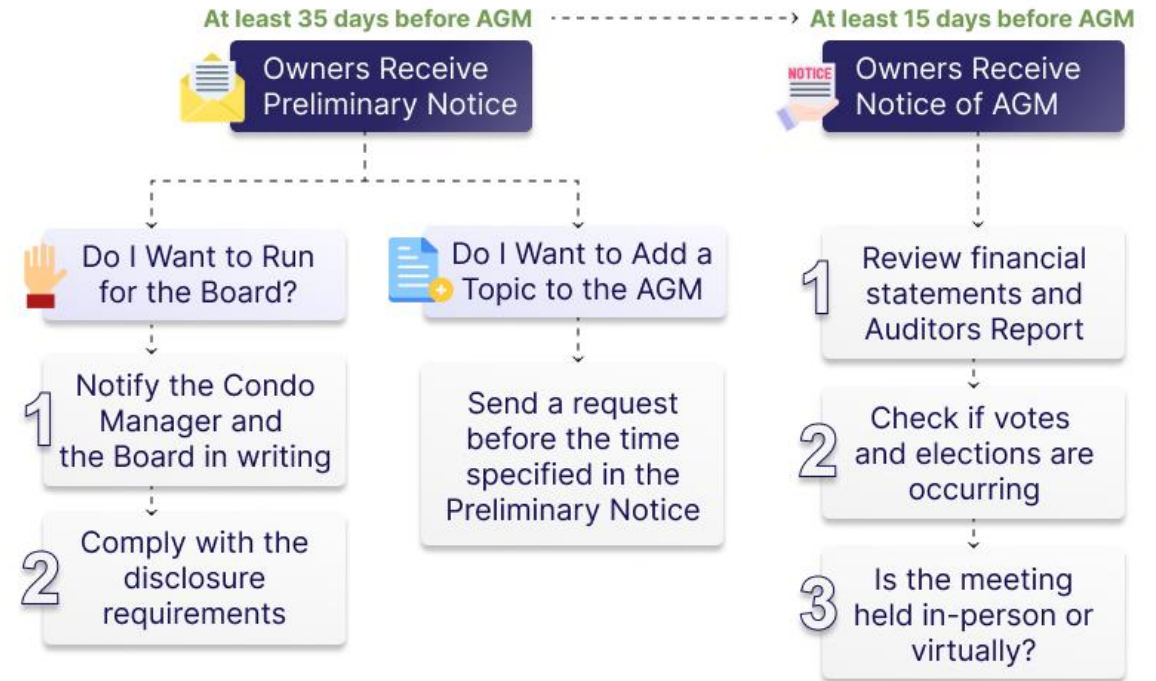 At least 35 days before AGM
At least 15 days before AGM
Owners Receive
Preliminary Notice
NOTICE
Owners Receive
Notice of AGM
Do I Want to Run
for the Board?
1
Notify the Condo
Manager and
the Board in writing
2
Comply with the
disclosure
requirements
Do I Want to Add a
Topic to the AGM
Send a request
before the time
specified in the
Preliminary Notice
1
Review financial
statements and
Auditors Report
2
Check if votes
and elections are
occurring
3
Is the meeting
held in-person or
virtually?